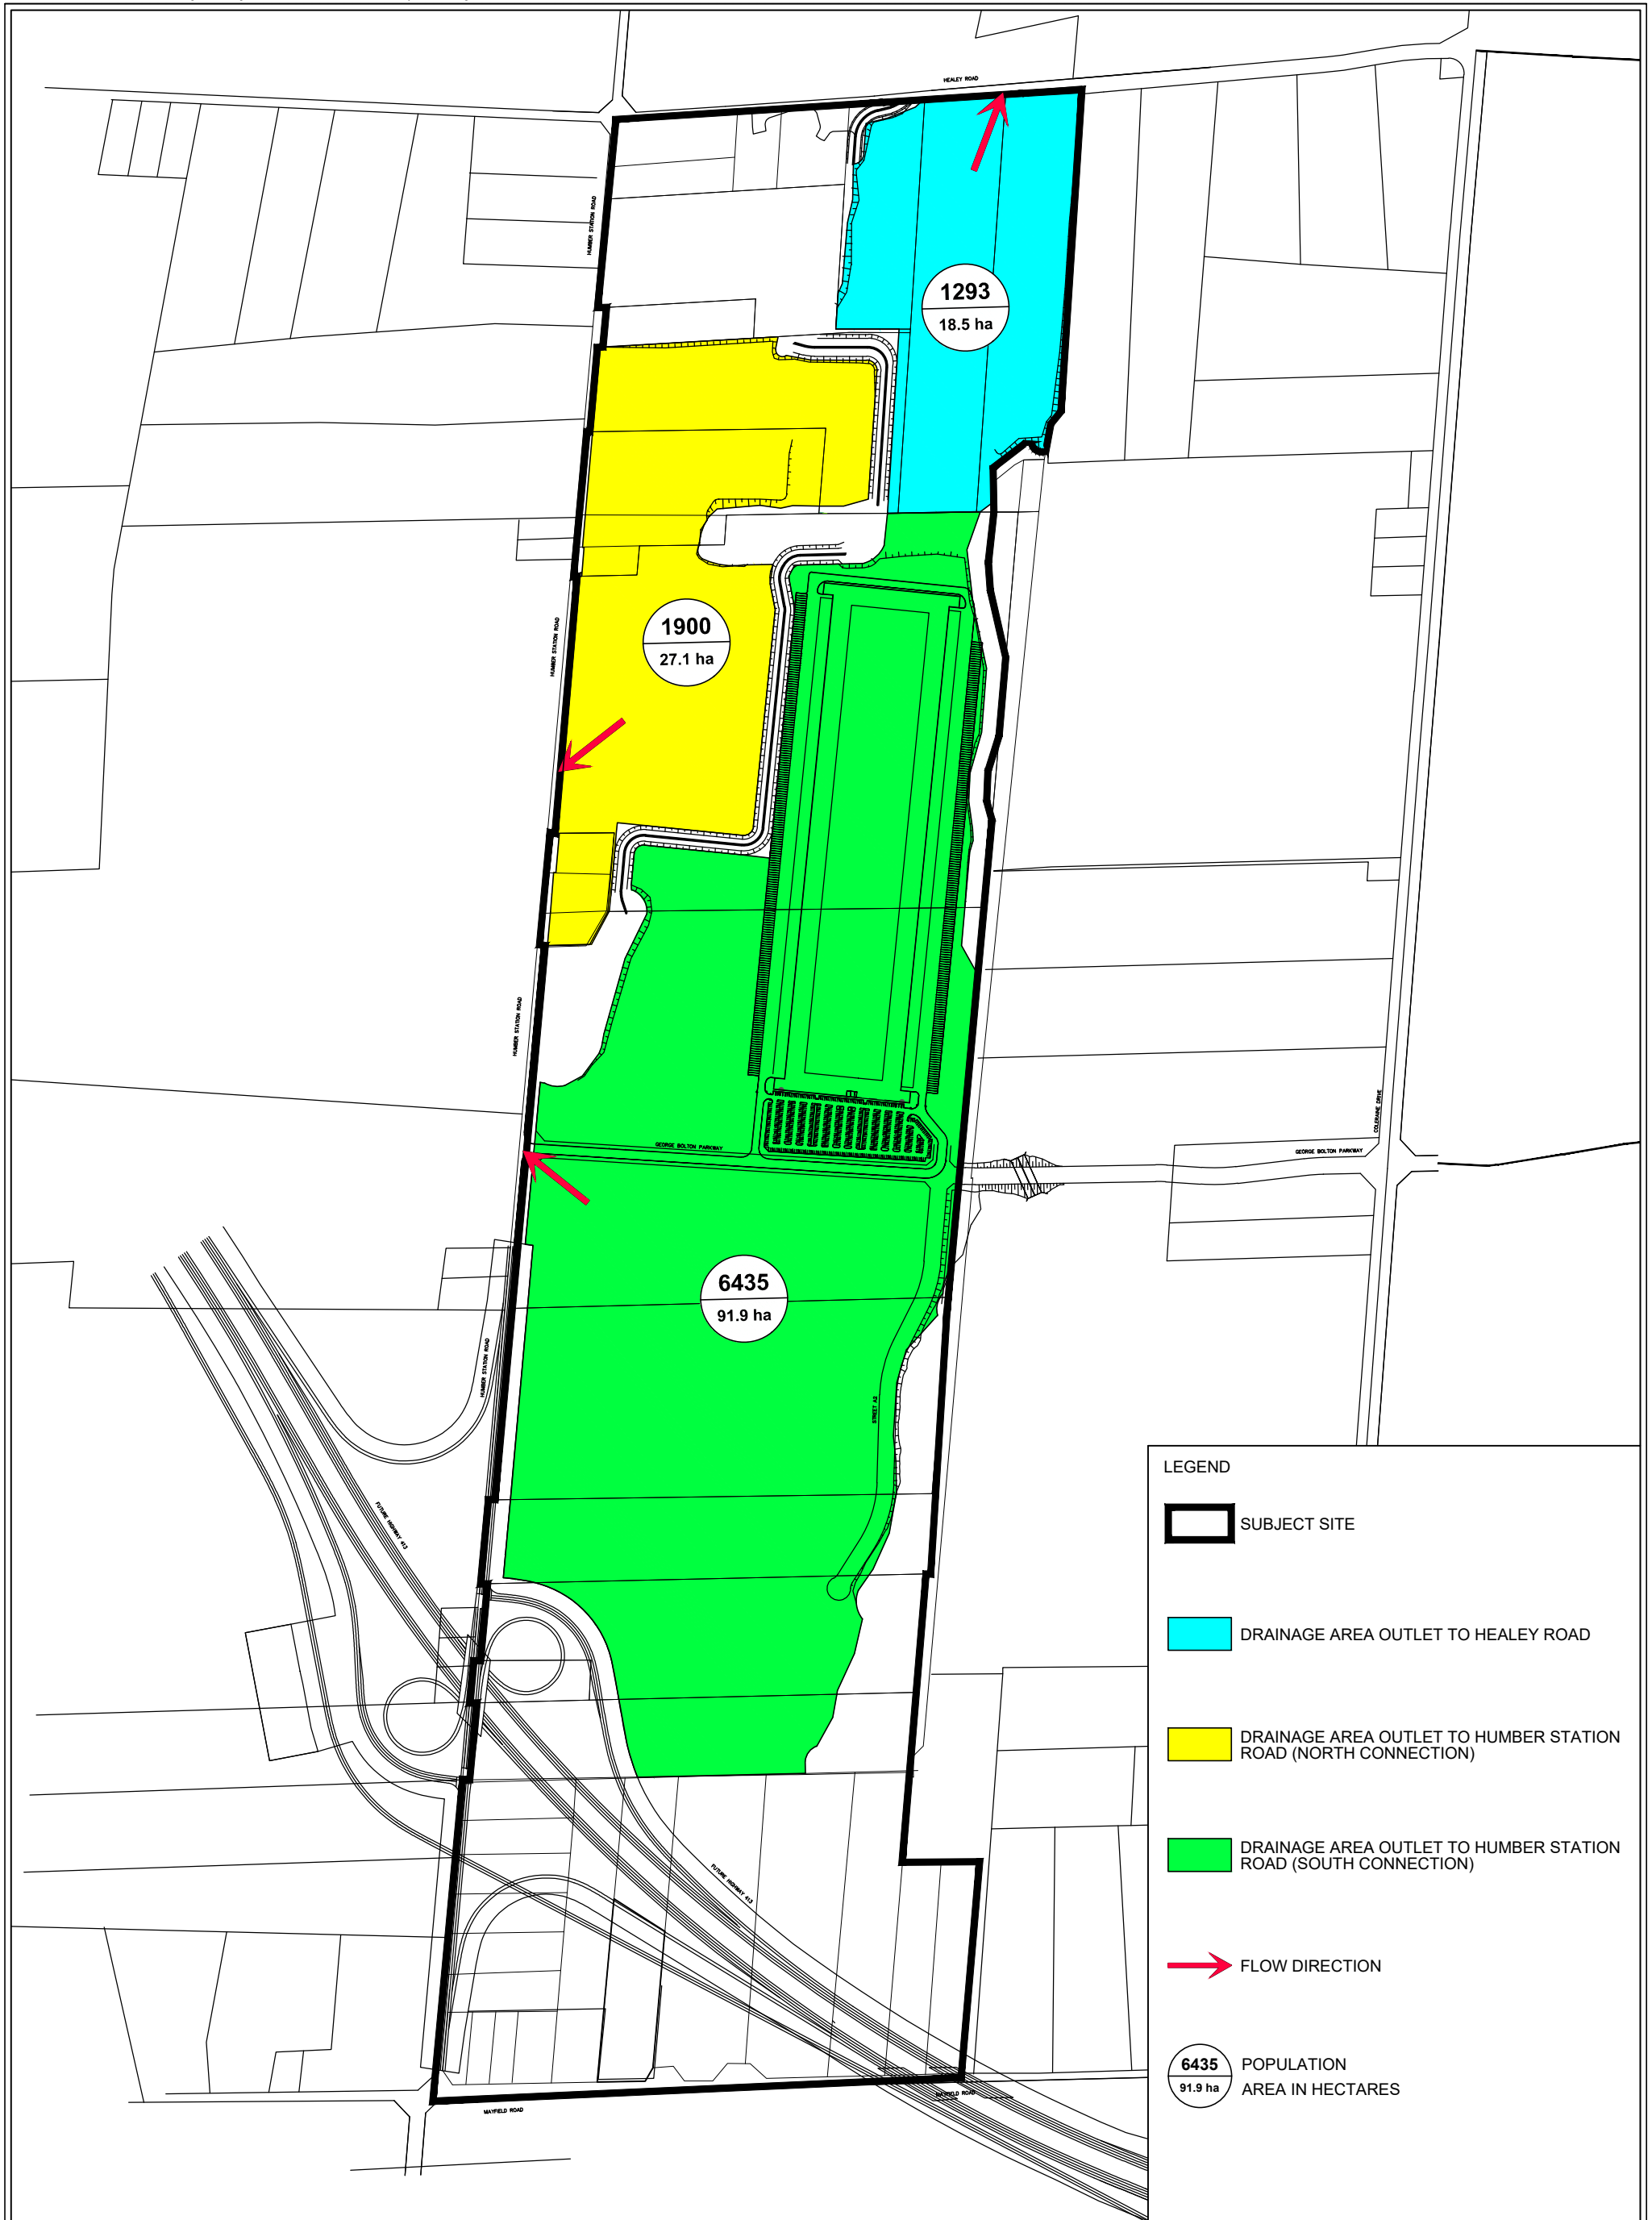 HEALEY ROAD
HUMBER STATION ROAD
1293
18.5 ha
HUMBER STATION ROAD
1900
27.1 ha
HUMBER STATION ROAD
GEORGE BOLTON PARKWAY
COLERAINE DRIVE
GEORGE BOLTON PARKWAY
6435
91.9 ha
HUMBER STATION ROAD
STREET A2
FUTURE HIGHWAY 413
FUTURE HIGHWAY 413
MAYFIELD ROAD
MAYFIELD ROAD
LEGEND
SUBJECT SITE
DRAINAGE AREA OUTLET TO HEALEY ROAD
DRAINAGE AREA OUTLET TO HUMBER STATION
ROAD (NORTH CONNECTION)
DRAINAGE AREA OUTLET TO HUMBER STATION
ROAD (SOUTH CONNECTION)
FLOW DIRECTION
6435
91.9 ha
POPULATION
AREA IN HECTARES